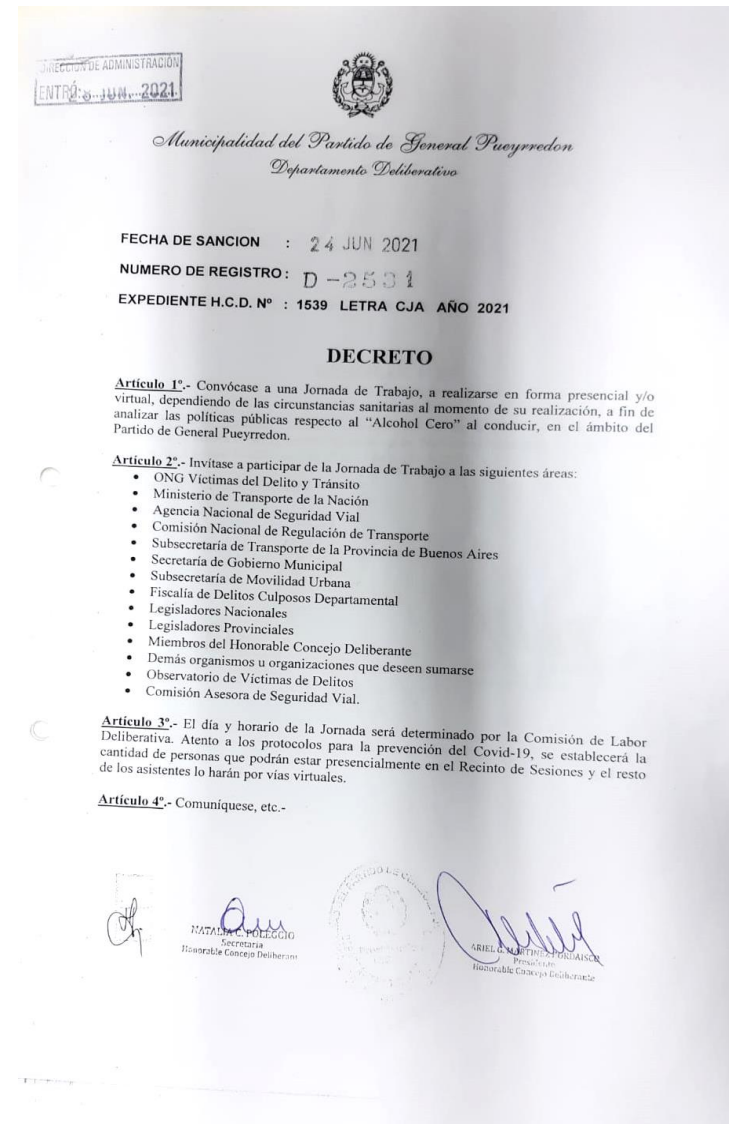 DIRECCIÓN DE ADMINISTRACIÓN
ENTRÓ: JUN. 2021
Municipalidad del Partido de General Pueyrredon
Departamento Deliberativo
FECHA DE SANCION : 24 JUN 2021
NUMERO DE REGISTRO : D-2531
EXPEDIENTE H.C.D. Nº : 1539 LETRA CJA AÑO 2021
DECRETO
Artículo 1º.- Convócase a una Jornada de Trabajo, a realizarse en forma presencial y/o
virtual, dependiendo de las circunstancias sanitarias al momento de su realización, a fin de
analizar las políticas públicas respecto al “Alcohol Cero” al conducir, en el ámbito del
Partido de General Pueyrredon.
Artículo 2º.- Invítase a participar de la Jornada de Trabajo a las siguientes áreas:
• ONG Víctimas del Delito y Tránsito
• Ministerio de Transporte de la Nación
• Agencia Nacional de Seguridad Vial
• Comisión Nacional de Regulación de Transporte
• Subsecretaría de Transporte de la Provincia de Buenos Aires
• Secretaría de Gobierno Municipal
• Subsecretaría de Movilidad Urbana
• Fiscalía de Delitos Culposos Departamental
• Legisladores Nacionales
• Legisladores Provinciales
• Miembros del Honorable Concejo Deliberante
• Demás organismos u organizaciones que deseen sumarse
• Observatorio de Víctimas de Delitos
• Comisión Asesora de Seguridad Vial.
Artículo 3º.- El día y horario de la Jornada será determinado por la Comisión de Labor
Deliberativa. Atento a los protocolos para la prevención del Covid-19, se establecerá la
cantidad de personas que podrán estar presencialmente en el Recinto de Sesiones y el resto
de los asistentes lo harán por vías virtuales.
Artículo 4º.- Comuníquese, etc.-
NATALIA C. POLEGGIO
Secretaria
Honorable Concejo Deliberante
ARIEL G. MARTINEZ BORDAISCO
Presidente
Honorable Concejo Deliberante